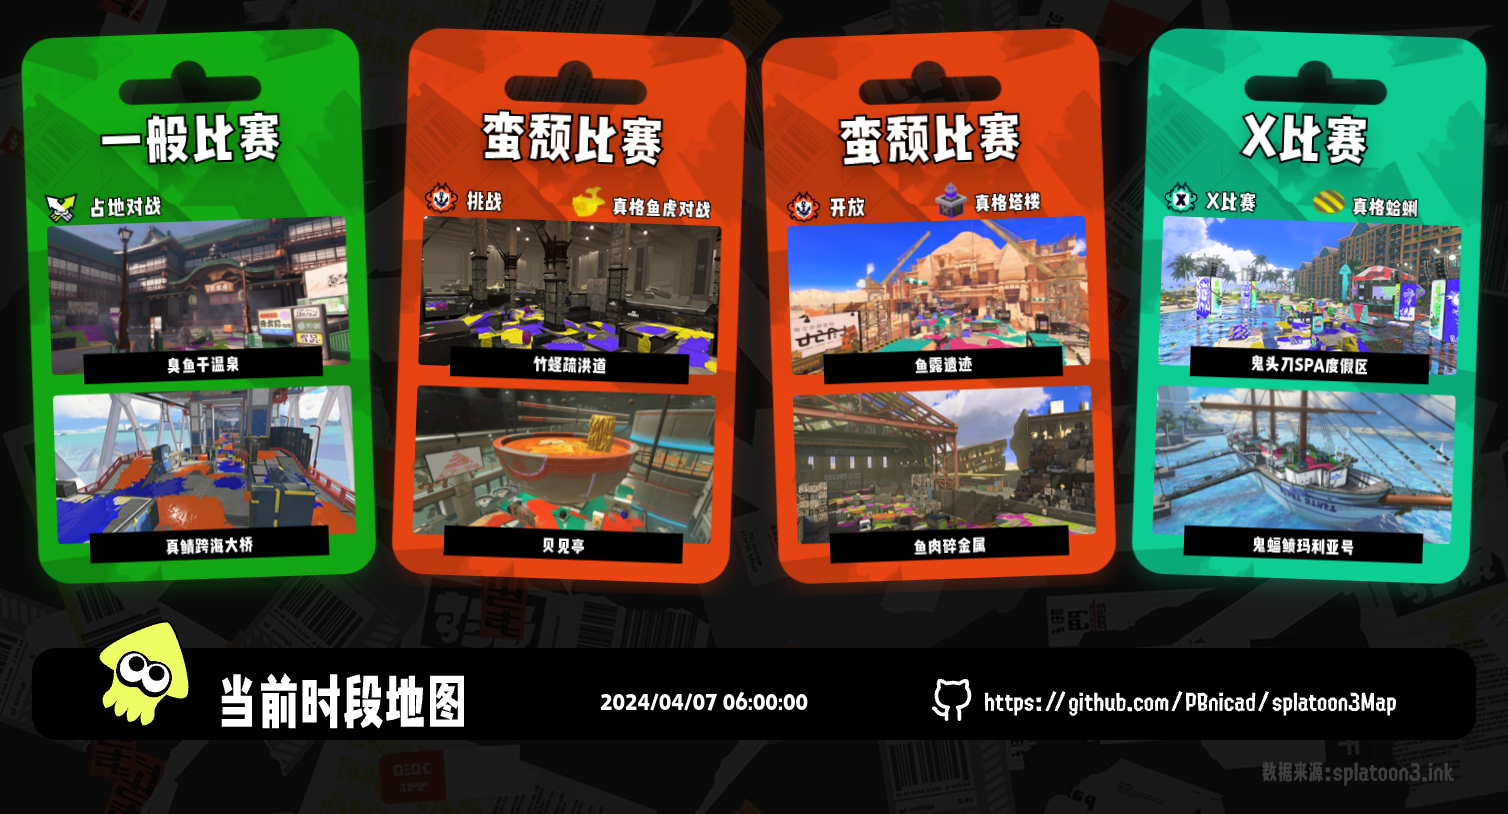 一般比赛
占地对战
臭鱼干温泉
真鲭跨海大桥
蛮颓比赛
挑战
真格鱼虎对战
竹蛏疏洪道
贝见亭
蛮颓比赛
开放
真格塔楼
鱼露遗迹
鱼肉碎金属
X比赛
X比赛
真格蛤蜊
鬼头刀SPA度假区
鬼蝠鲼玛利亚号
当前时段地图
2024/04/07 06:00:00
https://github.com/PBnicad/splatoon3Map
数据来源:splatoon3.ink